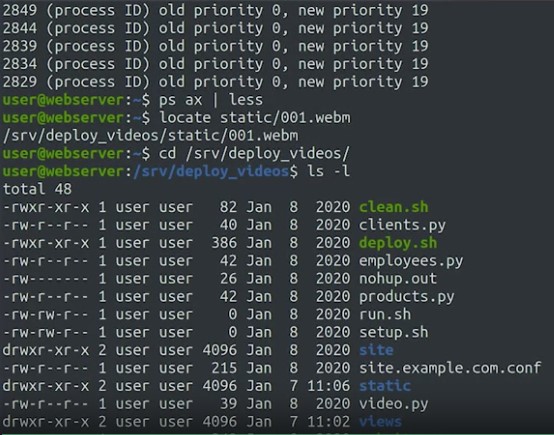 2849 (process ID) old priority 0, new priority 19
2844 (process ID) old priority 0, new priority 19
2839 (process ID) old priority 0, new priority 19
2834 (process ID) old priority 0, new priority 19
2829 (process ID) old priority 0, new priority 19
user@webserver:~$ ps ax | less
user@webserver:~$ locate static/001.webm
/srv/deploy_videos/static/001.webm
user@webserver:~$ cd /srv/deploy_videos/
user@webserver:/srv/deploy_videos$ ls -l
total 48
-rwxr-xr-x 1 user user   82 Jan  8  2020 clean.sh
-rw-r--r-- 1 user user   40 Jan  8  2020 clients.py
-rwxr-xr-x 1 user user  386 Jan  8  2020 deploy.sh
-rw-r--r-- 1 user user   42 Jan  8  2020 employees.py
-rw------- 1 user user   26 Jan  8  2020 nohup.out
-rw-r--r-- 1 user user   42 Jan  8  2020 products.py
-rw-rw-r-- 1 user user    0 Jan  8  2020 run.sh
-rw-rw-r-- 1 user user    0 Jan  8  2020 setup.sh
drwxr-xr-x 2 user user 4096 Jan  8  2020 site
-rw-r--r-- 1 user user  215 Jan  8  2020 site.example.com.conf
drwxr-xr-x 2 user user 4096 Jan  7 11:06 static
-rw-r--r-- 1 user user   39 Jan  8  2020 video.py
drwxr-xr-x 2 user user 4096 Jan  7 11:02 views